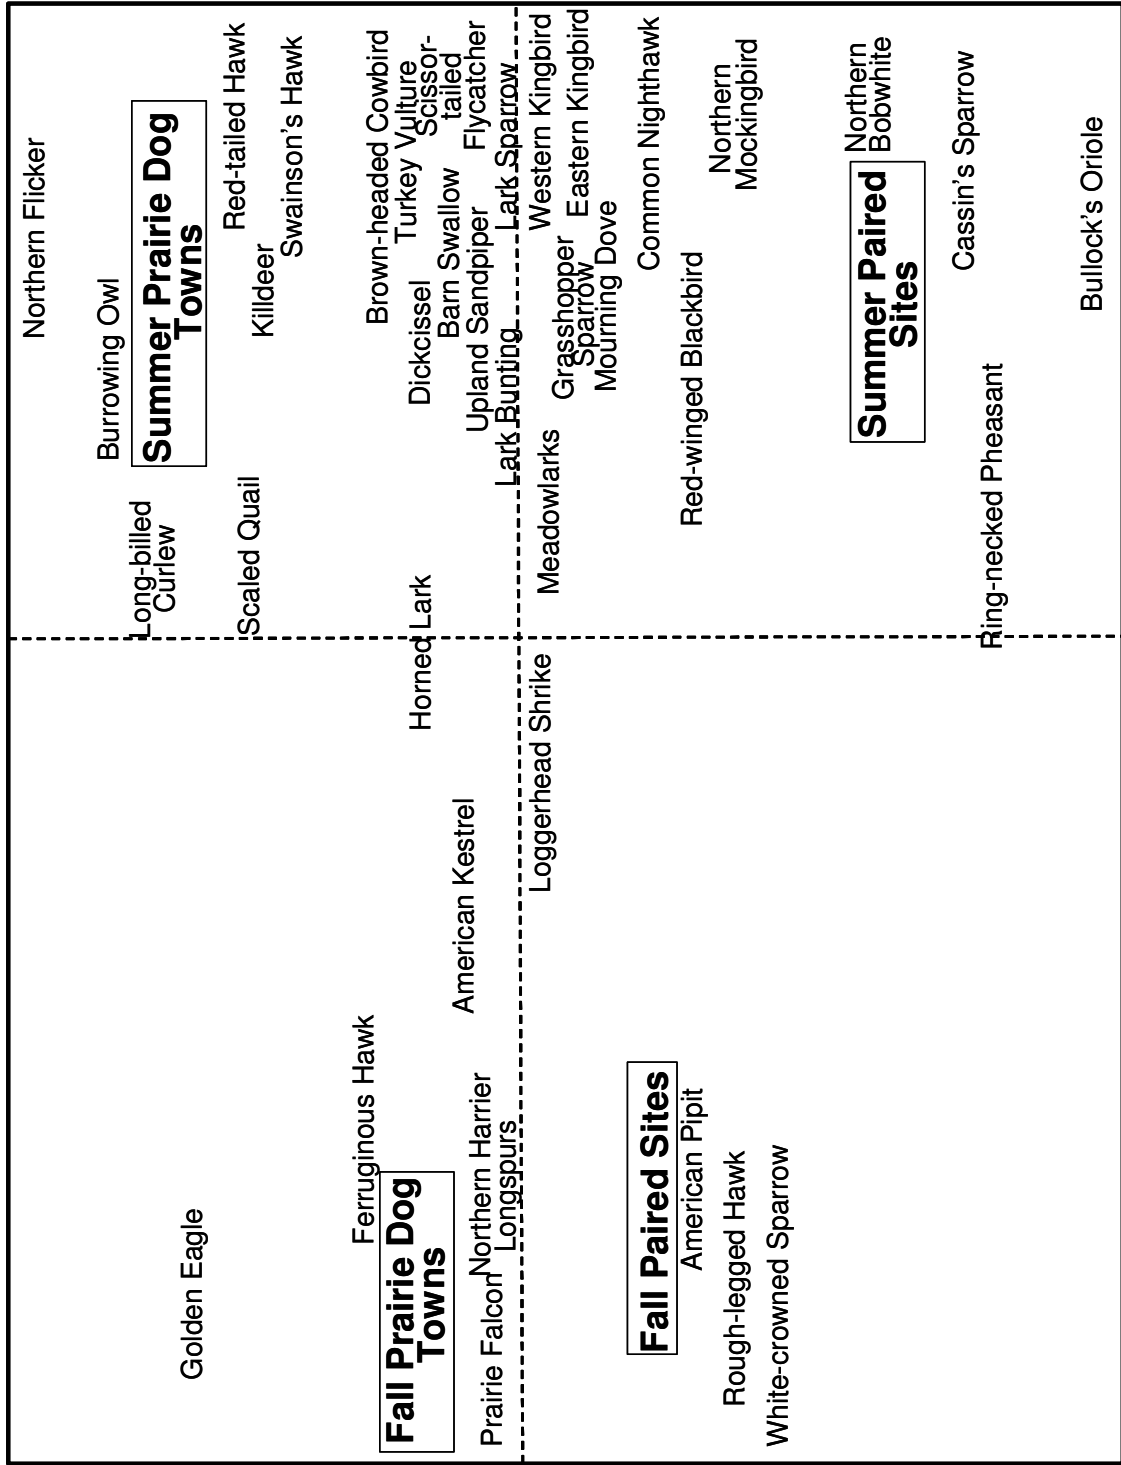 Northern Flicker
Burrowing Owl
Summer Prairie Dog
Towns
Long-billed
Curlew
Red-tailed Hawk
Killdeer
Swainson's Hawk
Scaled Quail
Brown-headed Cowbird
Turkey Vulture
Scissor-
tailed
Flycatcher
Dickcissel
Barn Swallow
Upland Sandpiper
Lark Sparrow
Lark Bunting
Horned Lark
American Kestrel
Ferruginous Hawk
Golden Eagle
Fall Prairie Dog
Towns
Northern Harrier
Longspurs
Prairie Falcon
Western Kingbird
Eastern Kingbird
Grasshopper
Sparrow
Mourning Dove
Meadowlarks
Loggerhead Shrike
Common Nighthawk
Red-winged Blackbird
Northern
Mockingbird
Northern
Bobwhite
Summer Paired
Sites
Cassin's Sparrow
Ring-necked Pheasant
Bullock's Oriole
Fall Paired Sites
American Pipit
Rough-legged Hawk
White-crowned Sparrow